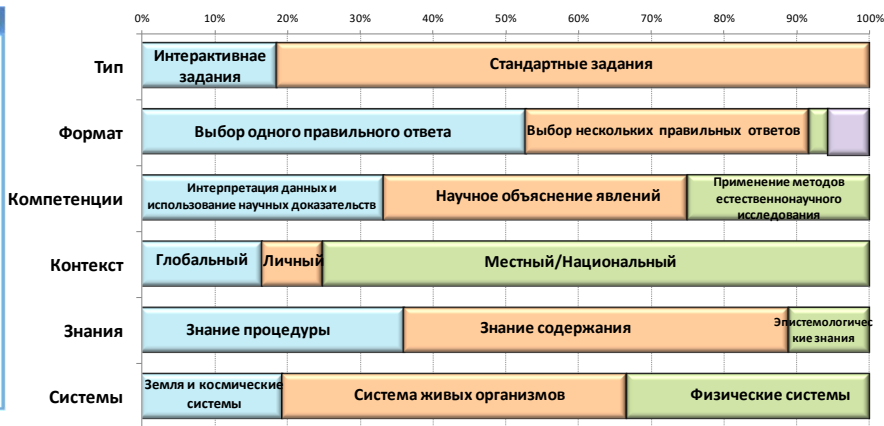 0% 10% 20% 30% 40% 50% 60% 70% 80% 90% 100%
Тип
Интерактивнае
задания
Стандартные задания
Формат
Выбор одного правильного ответа
Выбор нескольких правильных ответов
Компетенции
Интерпретация данных и
использование научных доказательств
Научное объяснение явлений
Применение методов
естественнонаучного
исследования
Контекст
Глобальный
Личный
Местный/Национальный
Знания
Знание процедуры
Знание содержания
Эпистемологичес
кие знания
Системы
Земля и космические
системы
Система живых организмов
Физические системы